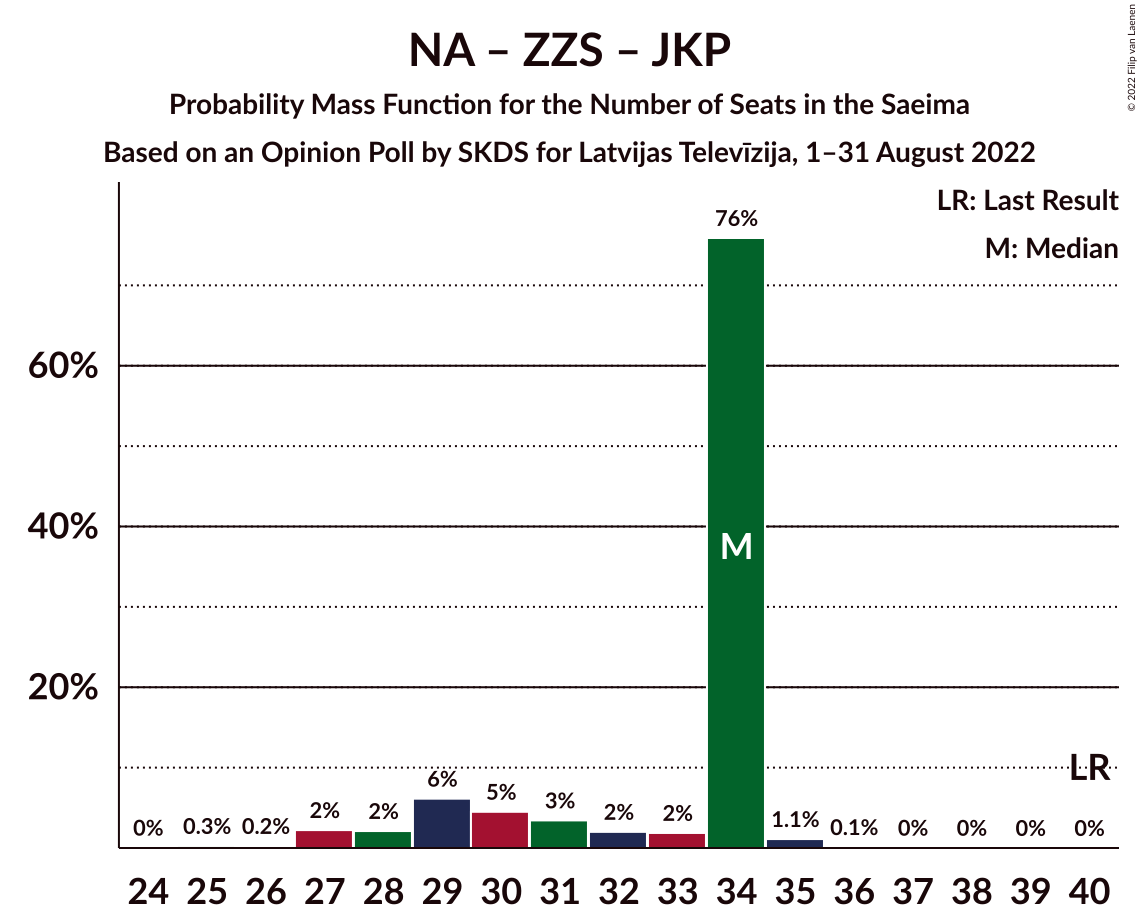 NA – ZZS – JKP
Probability Mass Function for the Number of Seats in the Saeima
Based on an Opinion Poll by SKDS for Latvijas Televīzija, 1–31 August 2022
© 2022 Filip van Laenen
LR: Last Result
M: Median
60%
40%
20%
0% 0.3% 0.2% 2% 2% 6% 5% 3% 2% 2% 76% 1.1% 0.1% 0% 0% 0% 0%
M
LR
24 25 26 27 28 29 30 31 32 33 34 35 36 37 38 39 40